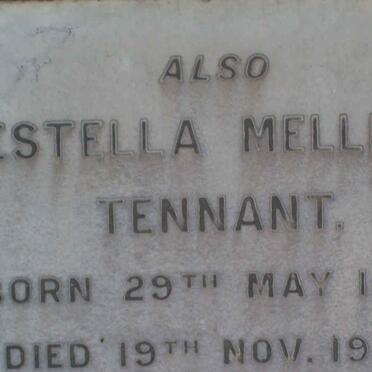 ALSO
ESTELLA MELL
TENNANT.
BORN 29TH MAY 1
DIED 19TH NOV. 19